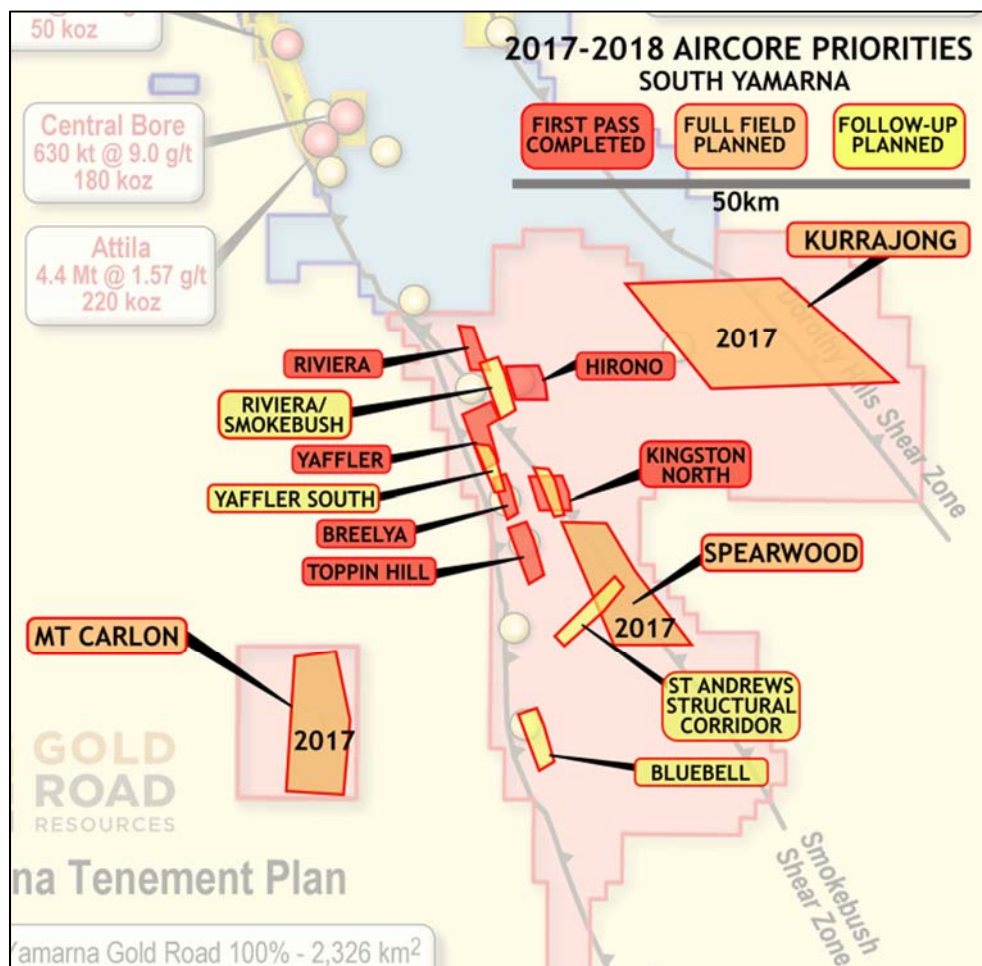 50 koz
2017-2018 AIRCORE PRIORITIES
SOUTH YAMARNA
FIRST PASS
COMPLETED
FULL FIELD
PLANNED
FOLLOW-UP
PLANNED
50km
Central Bore
630 kt @ 9.0 g/t
180 koz
Attila
4.4 Mt @ 1.57 g/t
220 koz
KURRAJONG
2017
Dorothy Hills Shear Zone
RIVIERA
HIRONO
RIVIERA/
SMOKEBUSH
YAFFLER
KINGSTON
NORTH
YAFFLER SOUTH
BREELYA
TOPPIN HILL
SPEARWOOD
2017
MT CARLON
2017
ST ANDREWS
STRUCTURAL
CORRIDOR
BLUEBELL
GOLD
ROAD
RESOURCES
Smokebush
Shear Zone
na Tenement Plan
Yamarna Gold Road 100% - 2,326 km²